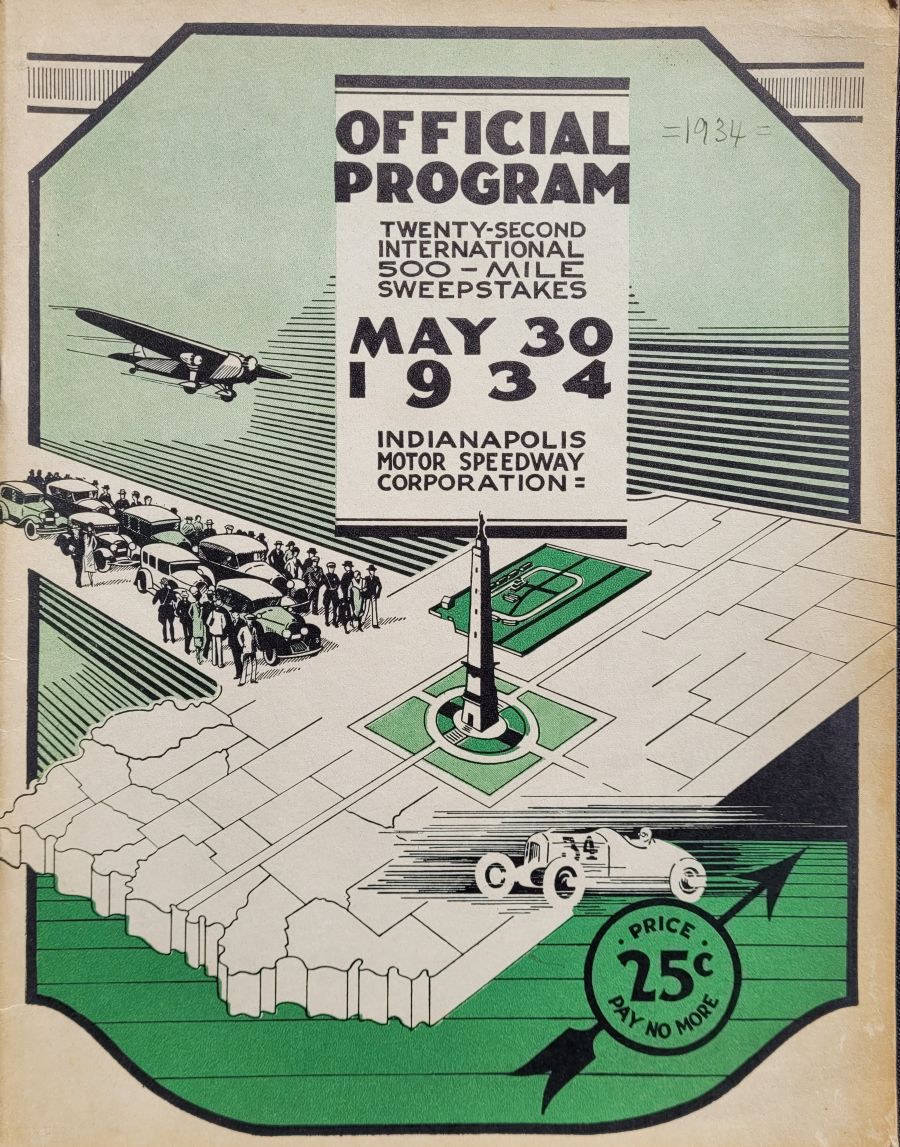 OFFICIAL
PROGRAM
=1934=
TWENTY-SECOND
INTERNATIONAL
500-MILE
SWEEPSTAKES
MAY 30
1934
INDIANAPOLIS
MOTOR SPEEDWAY
CORPORATION=
34
· PRICE ·
25¢
PAY NO MORE